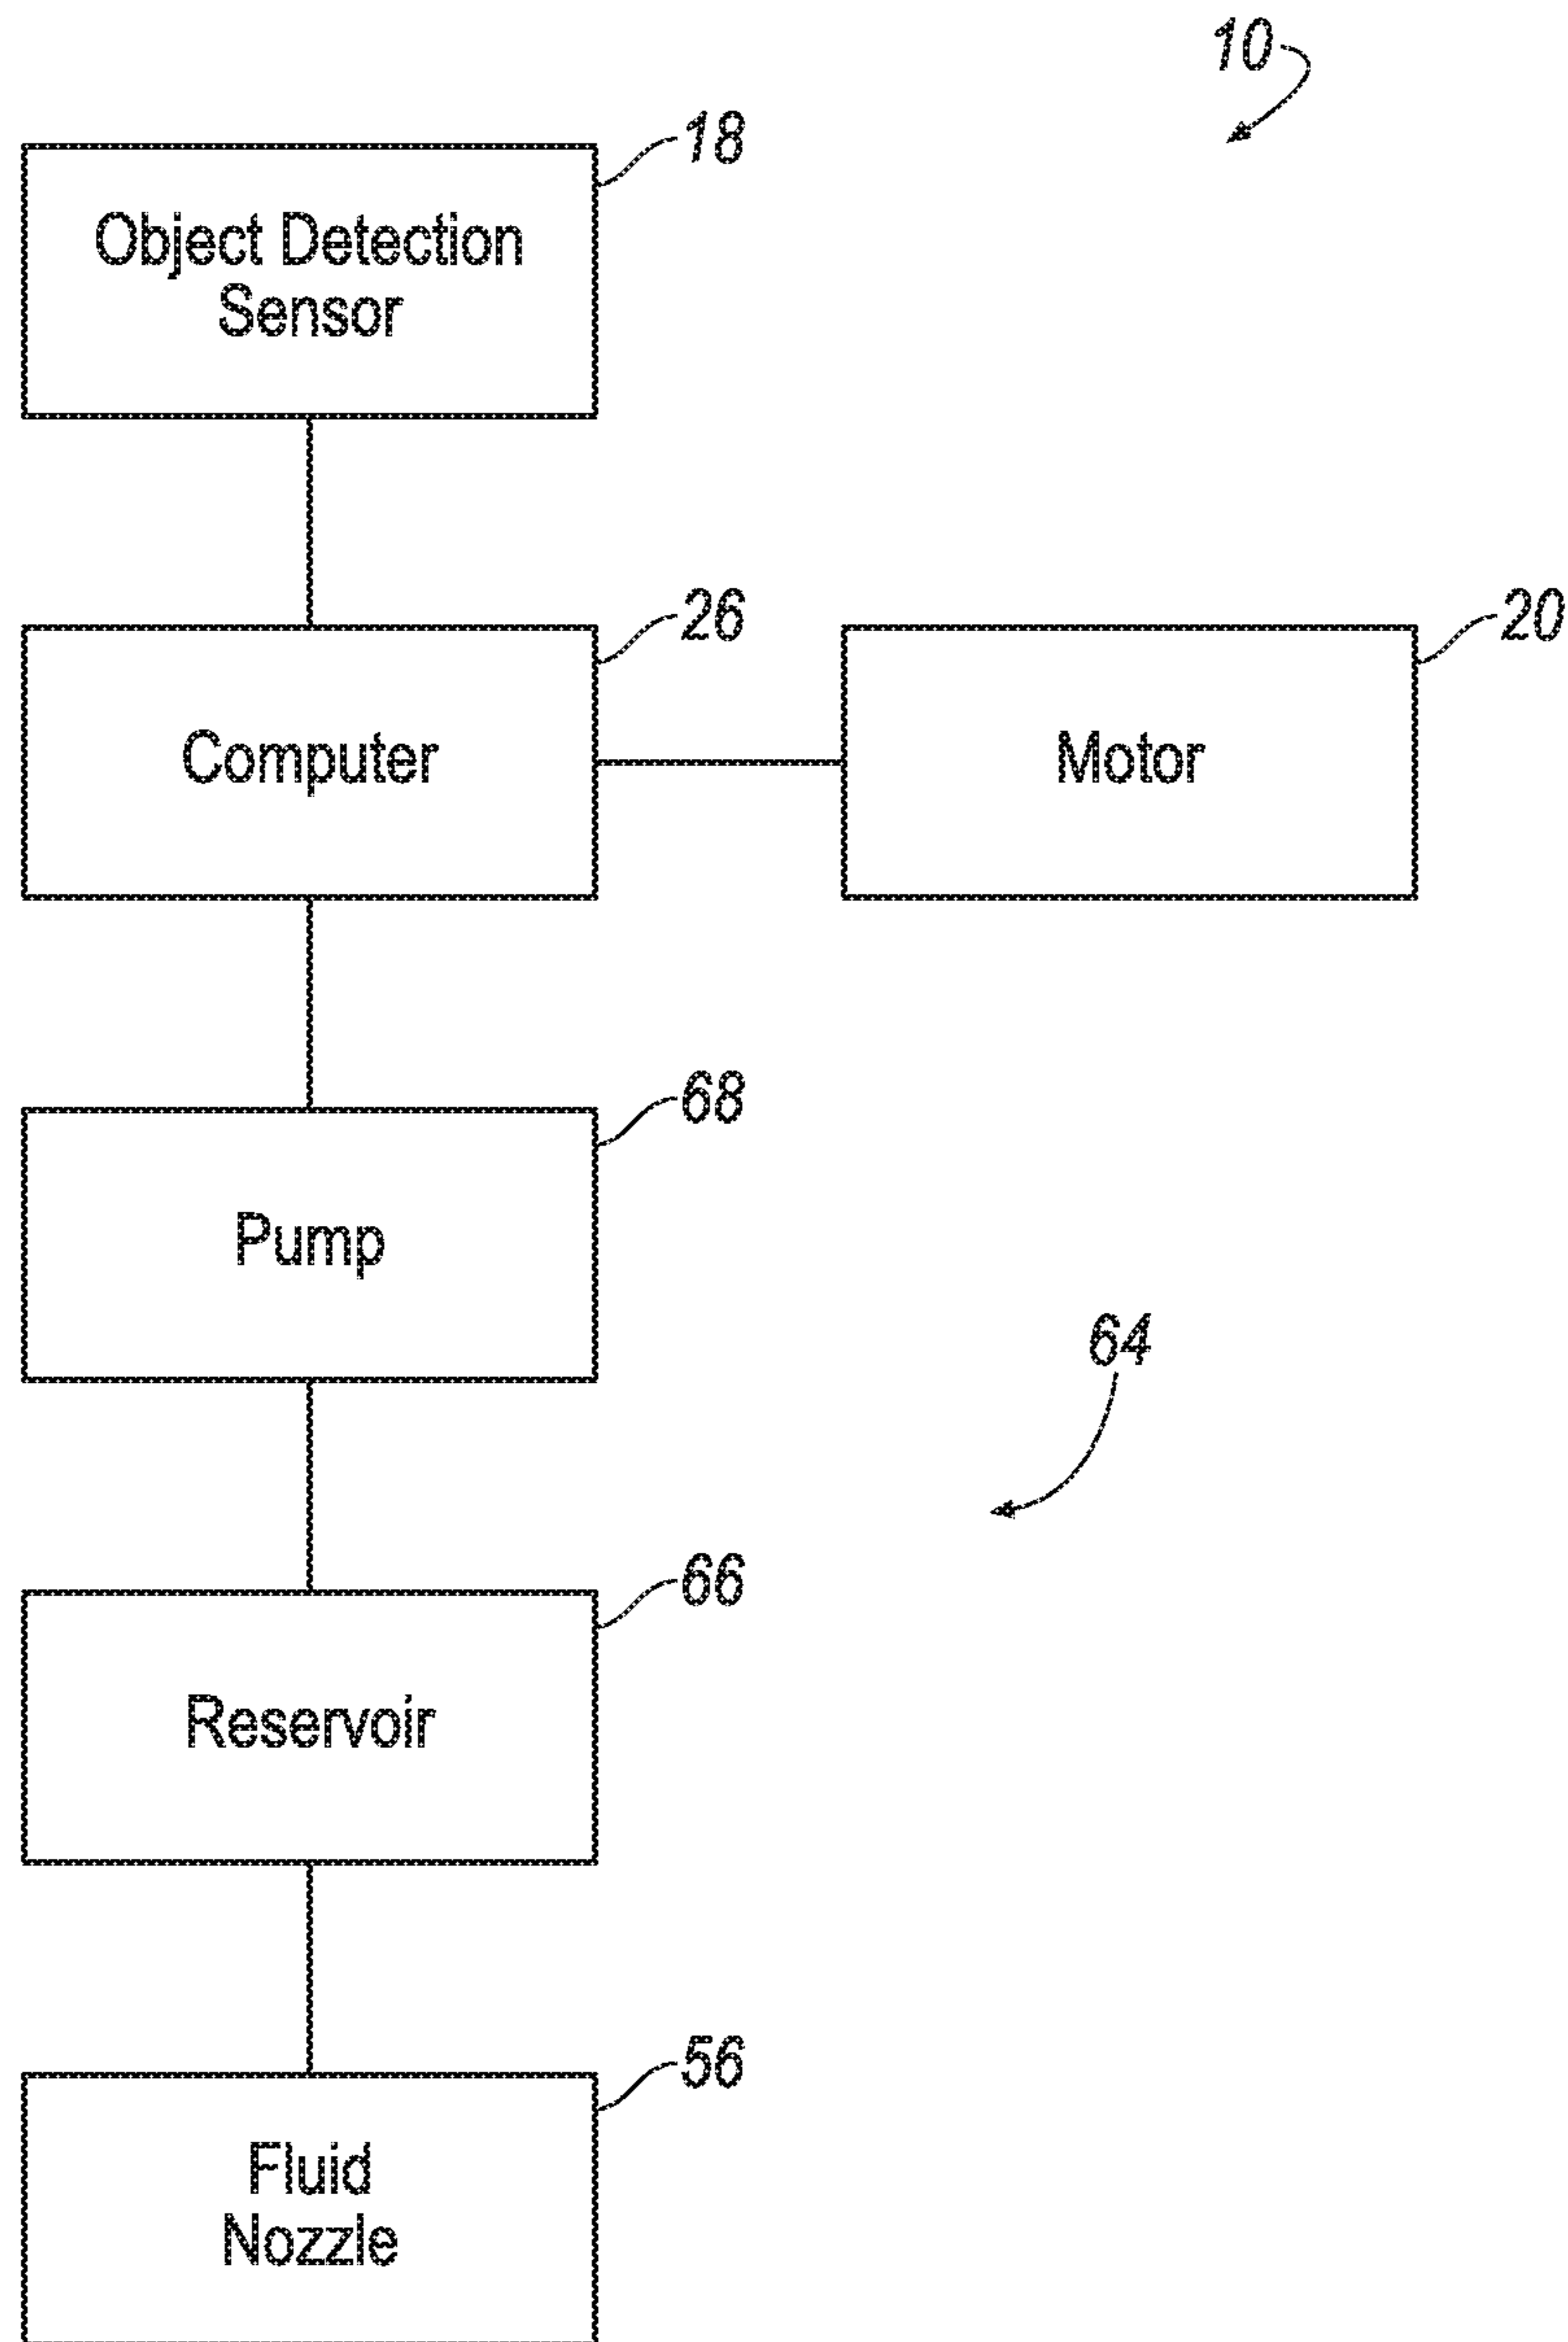 10
18
Object Detection
Sensor
26
20
Computer
Motor
68
Pump
64
66
Reservoir
56
Fluid
Nozzle